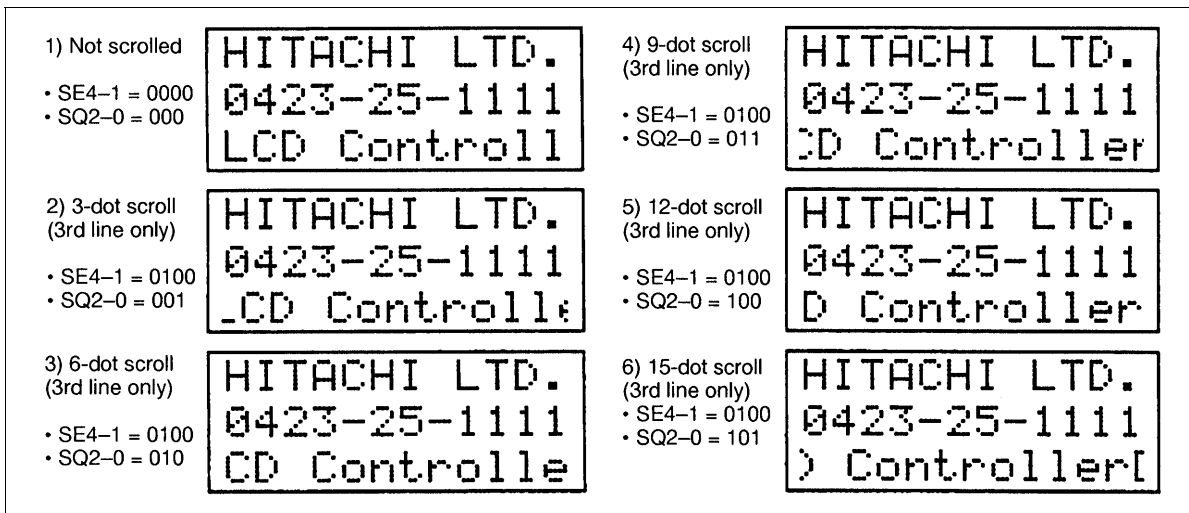 1) Not scrolled
• SE4–1 = 0000
• SQ2–0 = 000
HITACHI LTD.
0423-25-1111
LCD Controll
2) 3-dot scroll
(3rd line only)
• SE4–1 = 0100
• SQ2–0 = 001
HITACHI LTD.
0423-25-1111
CD Controll
3) 6-dot scroll
(3rd line only)
• SE4–1 = 0100
• SQ2–0 = 010
HITACHI LTD.
0423-25-1111
CD Controlle
4) 9-dot scroll
(3rd line only)
• SE4–1 = 0100
• SQ2–0 = 011
HITACHI LTD.
0423-25-1111
D Controller
5) 12-dot scroll
(3rd line only)
• SE4–1 = 0100
• SQ2–0 = 100
HITACHI LTD.
0423-25-1111
D Controller
6) 15-dot scroll
(3rd line only)
• SE4–1 = 0100
• SQ2–0 = 101
HITACHI LTD.
0423-25-1111
) Controller[